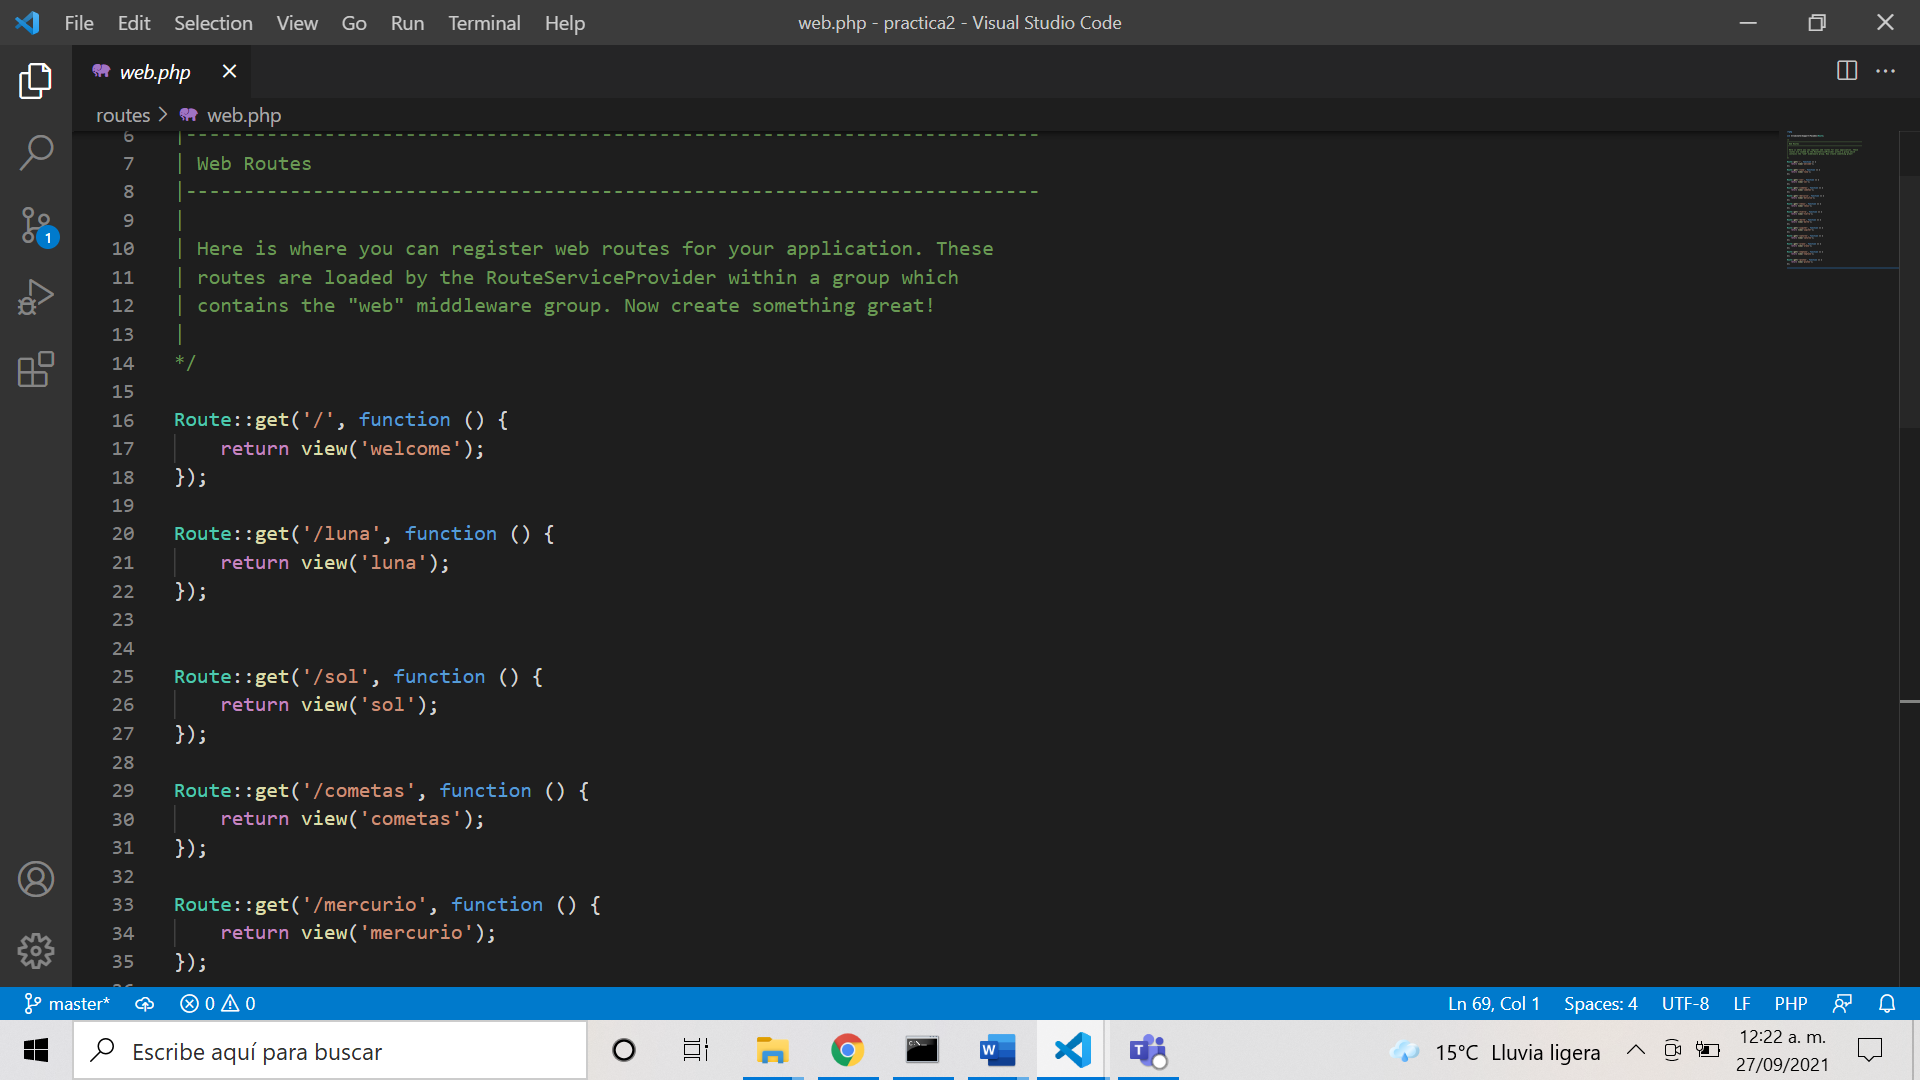 File Edit Selection View Go Run Terminal Help web.php - practica2 - Visual Studio Code
web.php
routes > web.php
6 |--------------------------------------------------------------------------
7 | Web Routes
8 |--------------------------------------------------------------------------
9 |
10 | Here is where you can register web routes for your application. These
11 | routes are loaded by the RouteServiceProvider within a group which
12 | contains the "web" middleware group. Now create something great!
13 |
14 */
15
16 Route::get('/', function () {
17     return view('welcome');
18 });
19
20 Route::get('/luna', function () {
21     return view('luna');
22 });
23
24
25 Route::get('/sol', function () {
26     return view('sol');
27 });
28
29 Route::get('/cometas', function () {
30     return view('cometas');
31 });
32
33 Route::get('/mercurio', function () {
34     return view('mercurio');
35 });
1
master* 0 0 Ln 69, Col 1 Spaces: 4 UTF-8 LF PHP
Escribe aquí para buscar 15°C Lluvia ligera 12:22 a. m.
27/09/2021